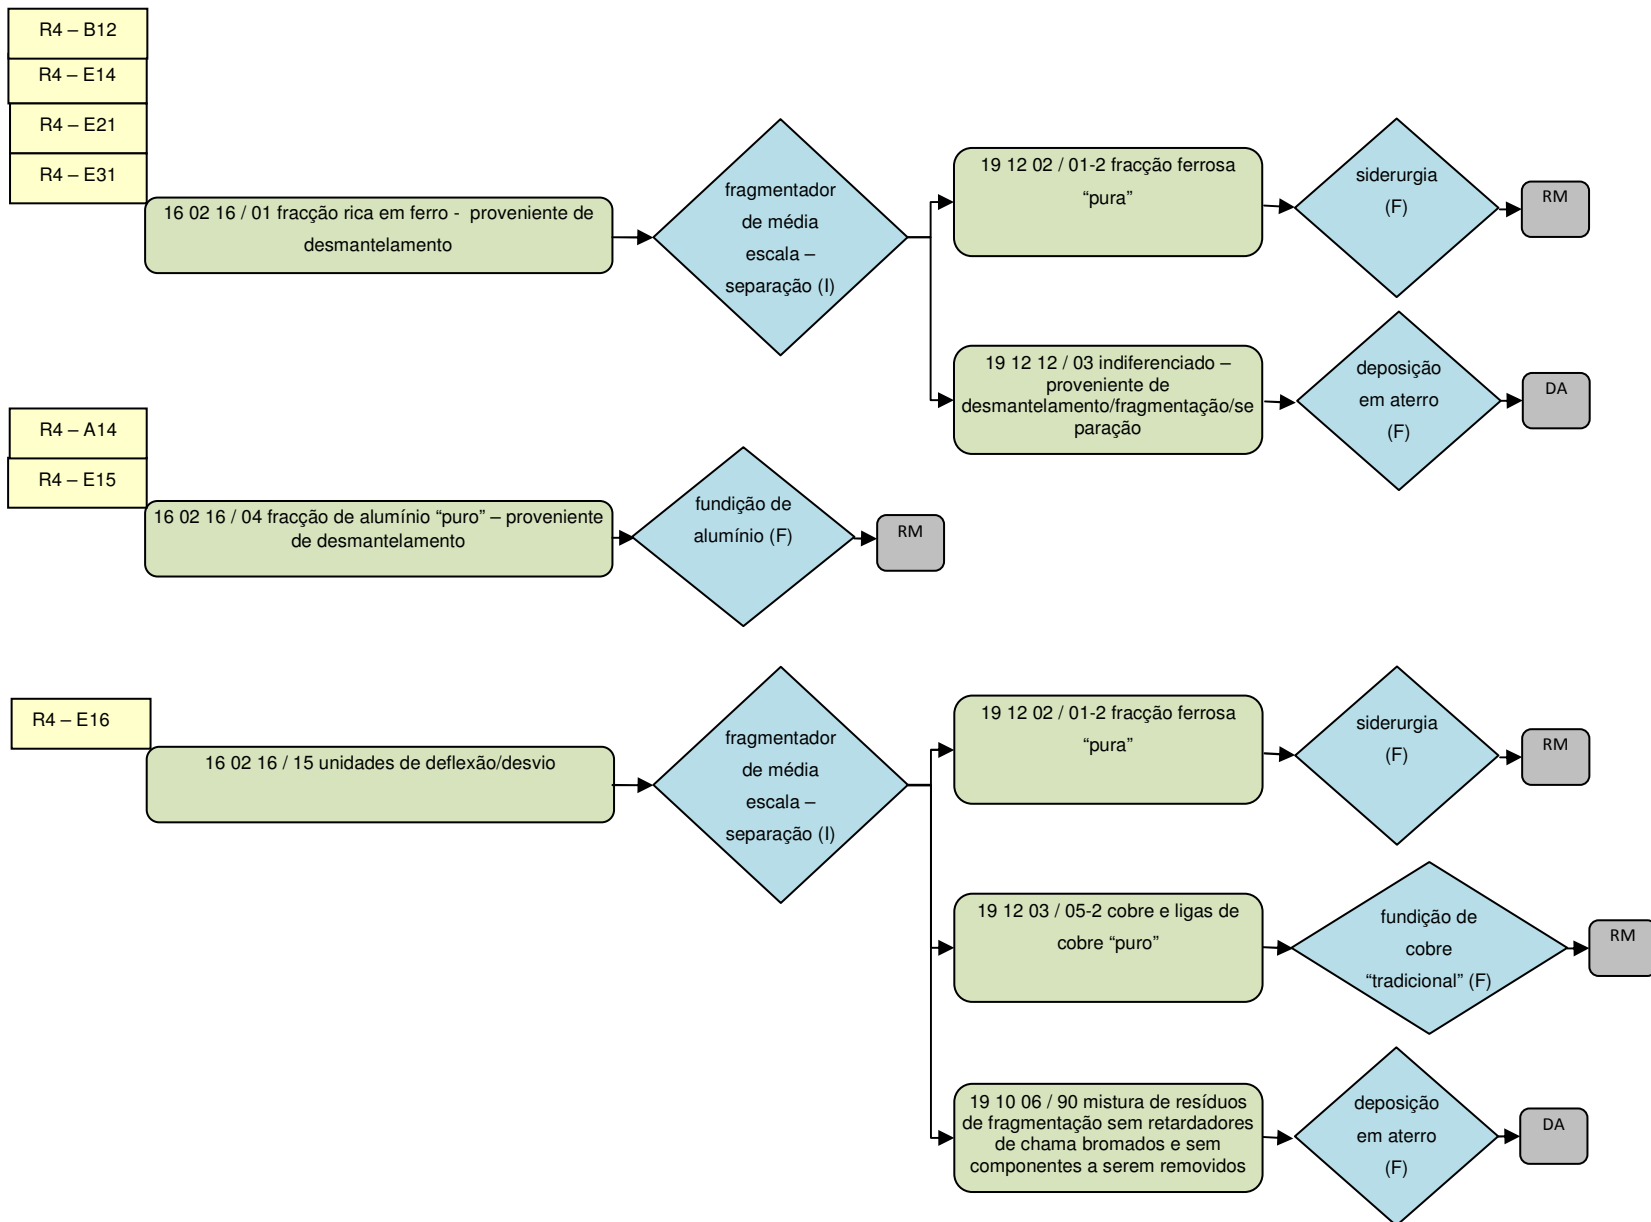 R4 – B12
R4 – E14
R4 – E21
R4 – E31
16 02 16 / 01 fracção rica em ferro -  proveniente de
desmantelamento
fragmentador
de média
escala –
separação (I)
19 12 02 / 01-2 fracção ferrosa
“pura”
siderurgia
(F)
RM
19 12 12 / 03 indiferenciado –
proveniente de
desmantelamento/fragmentação/se
paração
deposição
em aterro
(F)
DA
R4 – A14
R4 – E15
16 02 16 / 04 fracção de alumínio “puro” – proveniente
de desmantelamento
fundição de
alumínio (F)
RM
R4 – E16
16 02 16 / 15 unidades de deflexão/desvio
fragmentador
de média
escala –
separação (I)
19 12 02 / 01-2 fracção ferrosa
“pura”
siderurgia
(F)
RM
19 12 03 / 05-2 cobre e ligas de
cobre “puro”
fundição de
cobre
“tradicional” (F)
RM
19 10 06 / 90 mistura de resíduos
de fragmentação sem retardadores
de chama bromados e sem
componentes a serem removidos
deposição
em aterro
(F)
DA